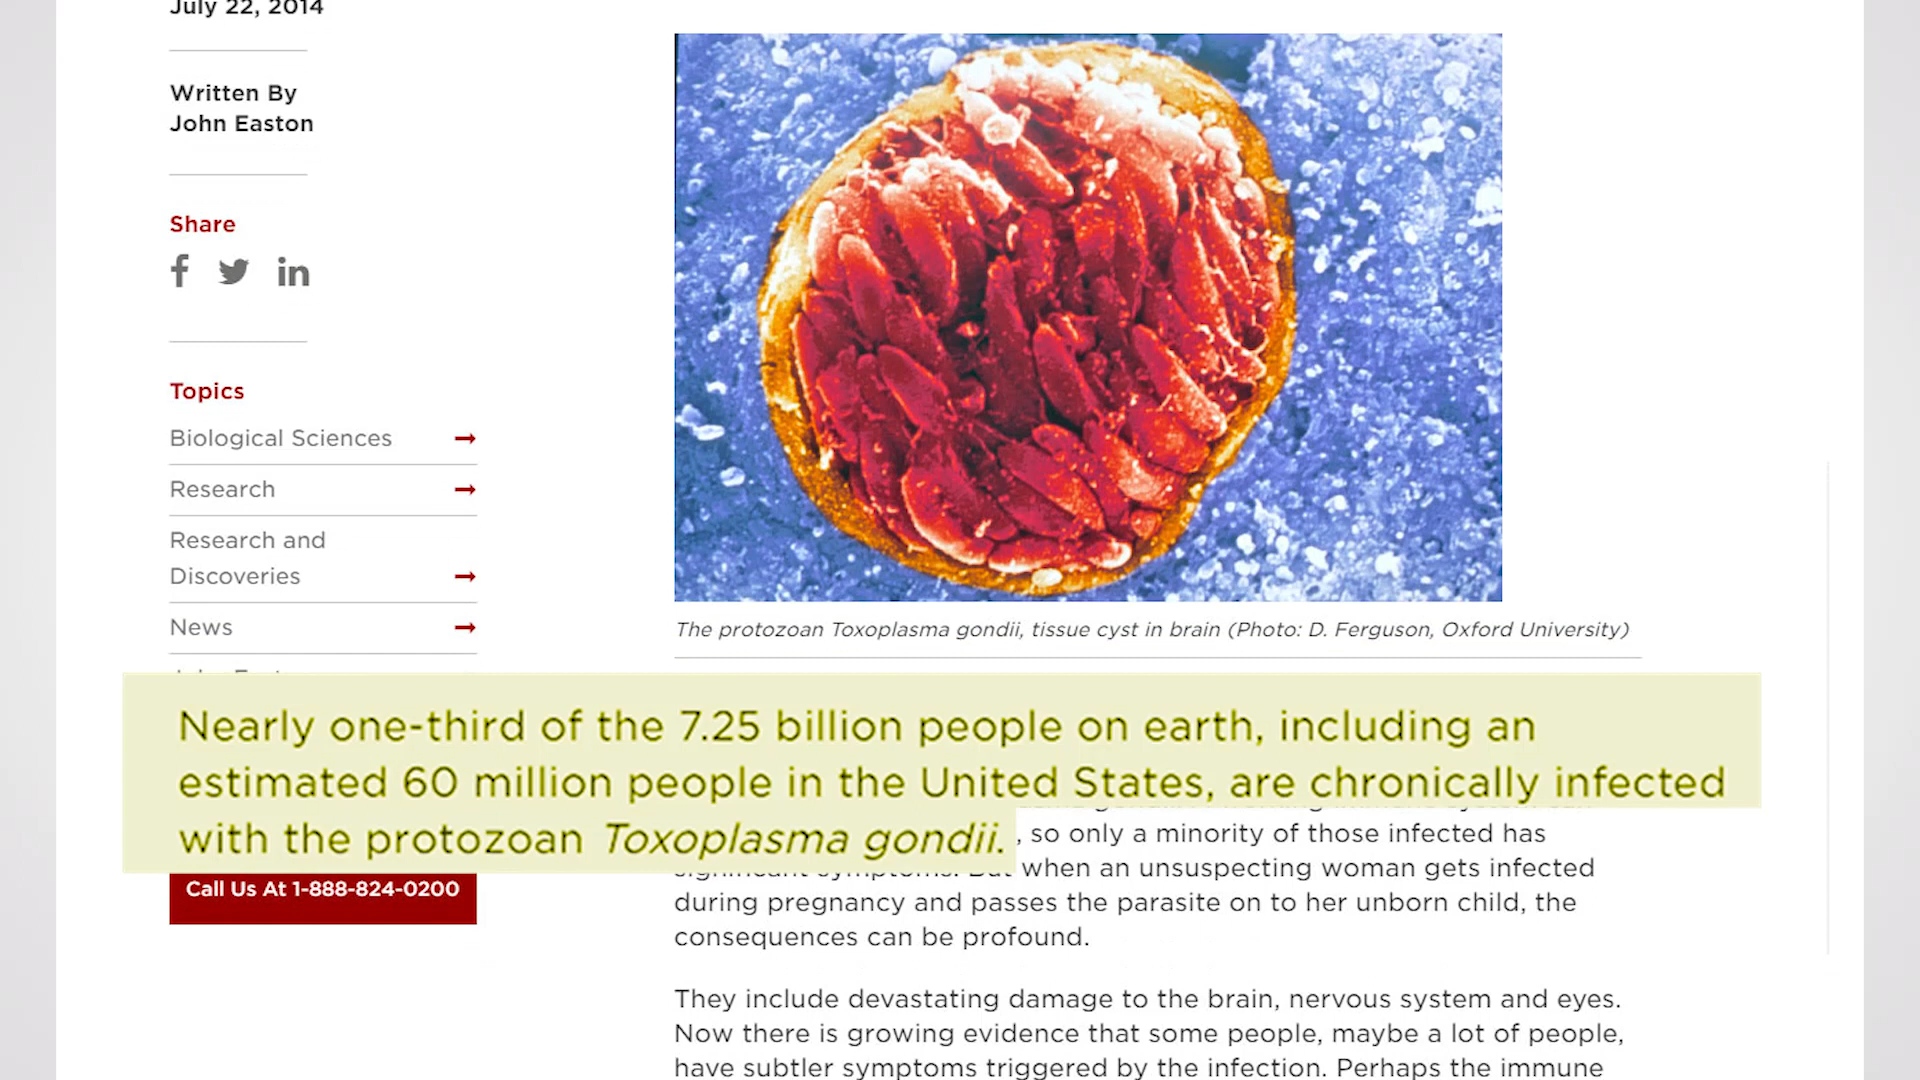 July 22, 2014
Written By
John Easton
Share
Topics
Biological Sciences
Research
Research and
Discoveries
News
Call Us At 1-888-824-0200
The protozoan Toxoplasma gondii, tissue cyst in brain (Photo: D. Ferguson, Oxford University)
Nearly one-third of the 7.25 billion people on earth, including an
estimated 60 million people in the United States, are chronically infected
with the protozoan Toxoplasma gondii.
, so only a minority of those infected has
significant symptoms. But when an unsuspecting woman gets infected
during pregnancy and passes the parasite on to her unborn child, the
consequences can be profound.
They include devastating damage to the brain, nervous system and eyes.
Now there is growing evidence that some people, maybe a lot of people,
have subtler symptoms triggered by the infection. Perhaps the immune